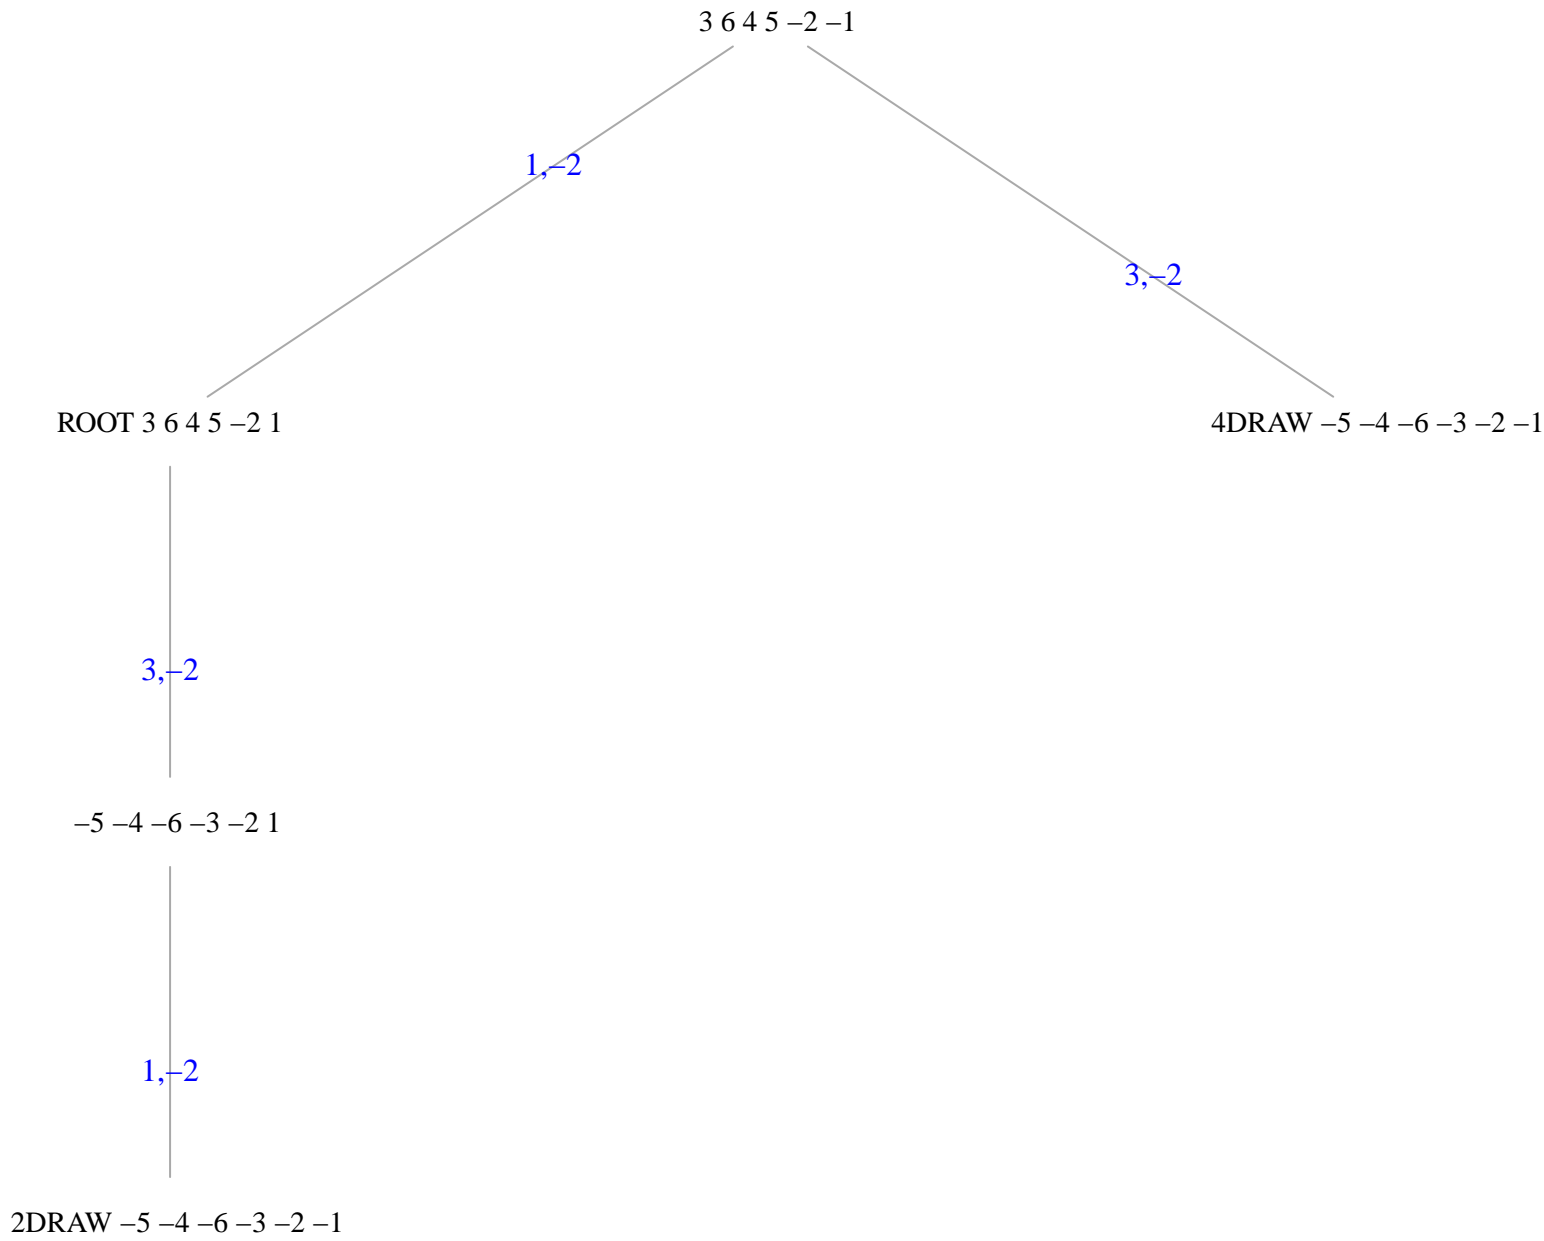 3 6 4 5 –2 –1
1,–2
3,–2
ROOT 3 6 4 5 –2 1
4DRAW –5 –4 –6 –3 –2 –1
3,–2
–5 –4 –6 –3 –2 1
1,–2
2DRAW –5 –4 –6 –3 –2 –1